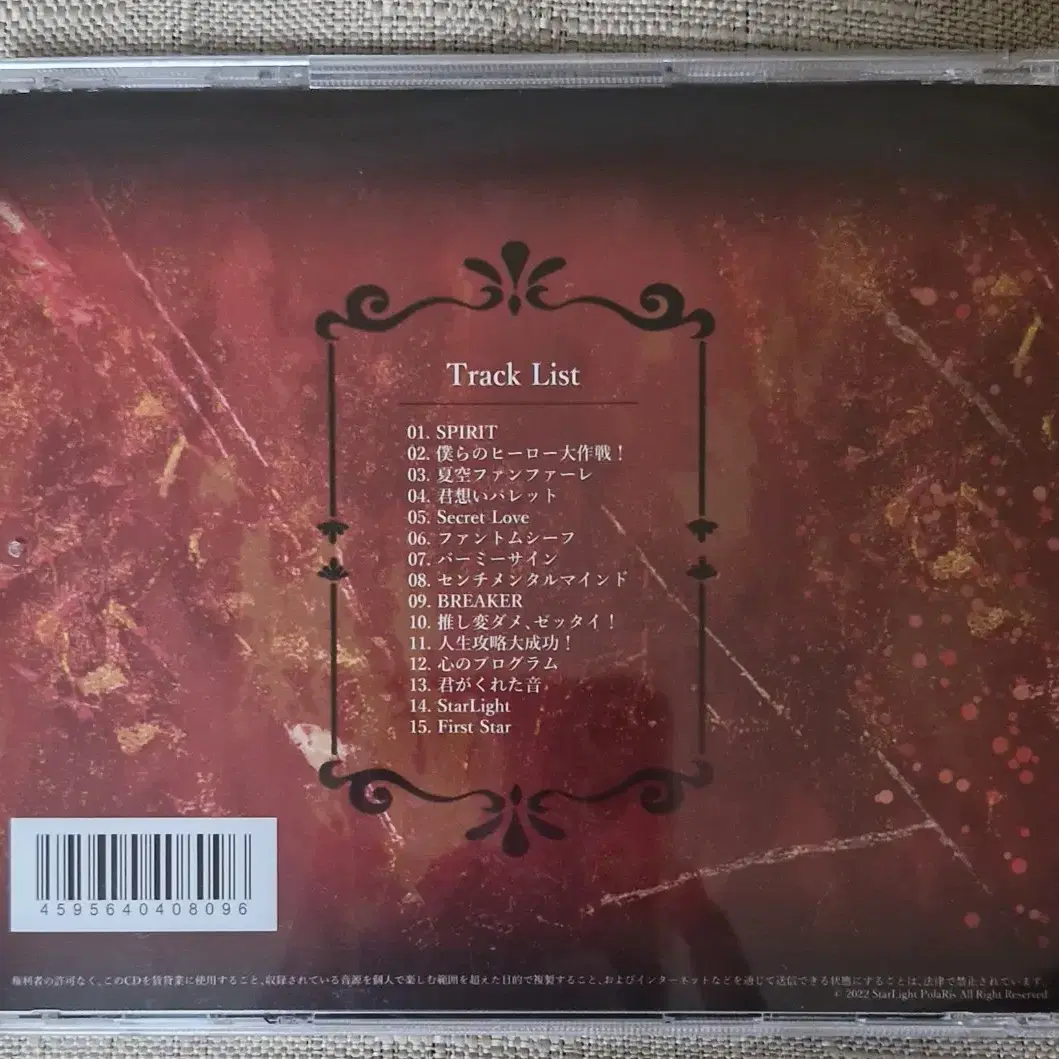 Track List
01. SPIRIT
02. 僕らのヒーロー大作戦！
03. 夏空ファンファーレ
04. 君想いパレット
05. Secret Love
06. ファントムシーフ
07. バーミーサイン
08. センチメンタルマインド
09. BREAKER
10. 推し変ダメ、ゼッタイ！
11. 人生攻略大成功！
12. 心のプログラム
13. 君がくれた音
14. StarLight
15. First Star
4595640408096
権利者の許可なく、このCDを賃貸業に使用すること、収録されている音源を個人で楽しむ範囲を超えた目的で複製すること、およびインターネットなどを通じて送信できる状態にすることは、法律で禁止されています。
© 2022 StarLight PolaRis All Right Reserved